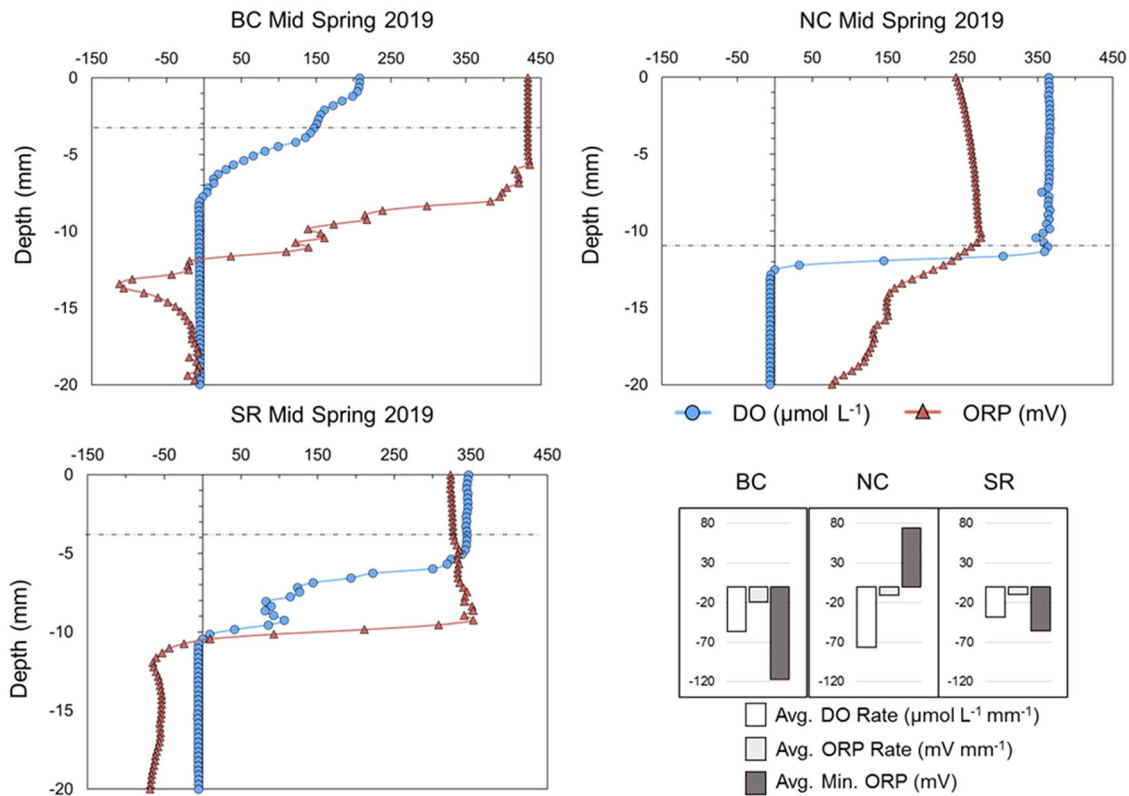 BC Mid Spring 2019
-150 -50 50 150 250 350 450
0
-5
-10
-15
-20
Depth (mm)
NC Mid Spring 2019
-150 -50 50 150 250 350 450
0
-5
-10
-15
-20
Depth (mm)
DO (µmol L⁻¹) ORP (mV)
SR Mid Spring 2019
-150 -50 50 150 250 350 450
0
-5
-10
-15
-20
Depth (mm)
BC NC SR
80 80 80
30 30 30
-20 -20 -20
-70 -70 -70
-120 -120 -120
Avg. DO Rate (µmol L⁻¹ mm⁻¹)
Avg. ORP Rate (mV mm⁻¹)
Avg. Min. ORP (mV)